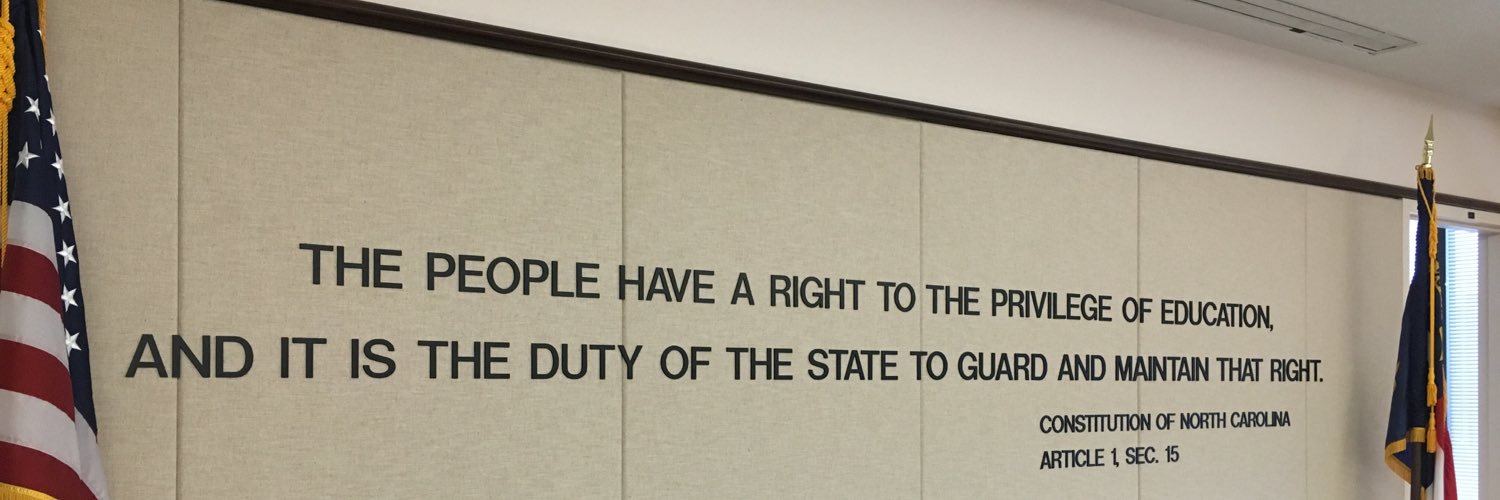 THE PEOPLE HAVE A RIGHT TO THE PRIVILEGE OF EDUCATION,
AND IT IS THE DUTY OF THE STATE TO GUARD AND MAINTAIN THAT RIGHT.
CONSTITUTION OF NORTH CAROLINA
ARTICLE 1, SEC. 15